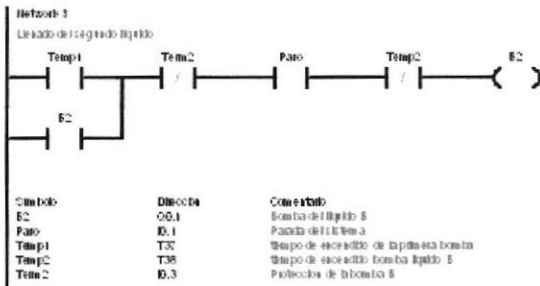 Network 3
Llenado del segundo liquido
Temp1 Term2 Paro Temp2 B2
B2
Simbolo Direccion Comentario
B2 Q0.1 Bomba del liquido B
Paro I0.1 Parada del sistema
Temp1 T37 tiempo de encendido de la primera bomba
Temp2 T38 tiempo de encendido bomba liquido B
Term2 I0.3 Proteccion de la bomba B